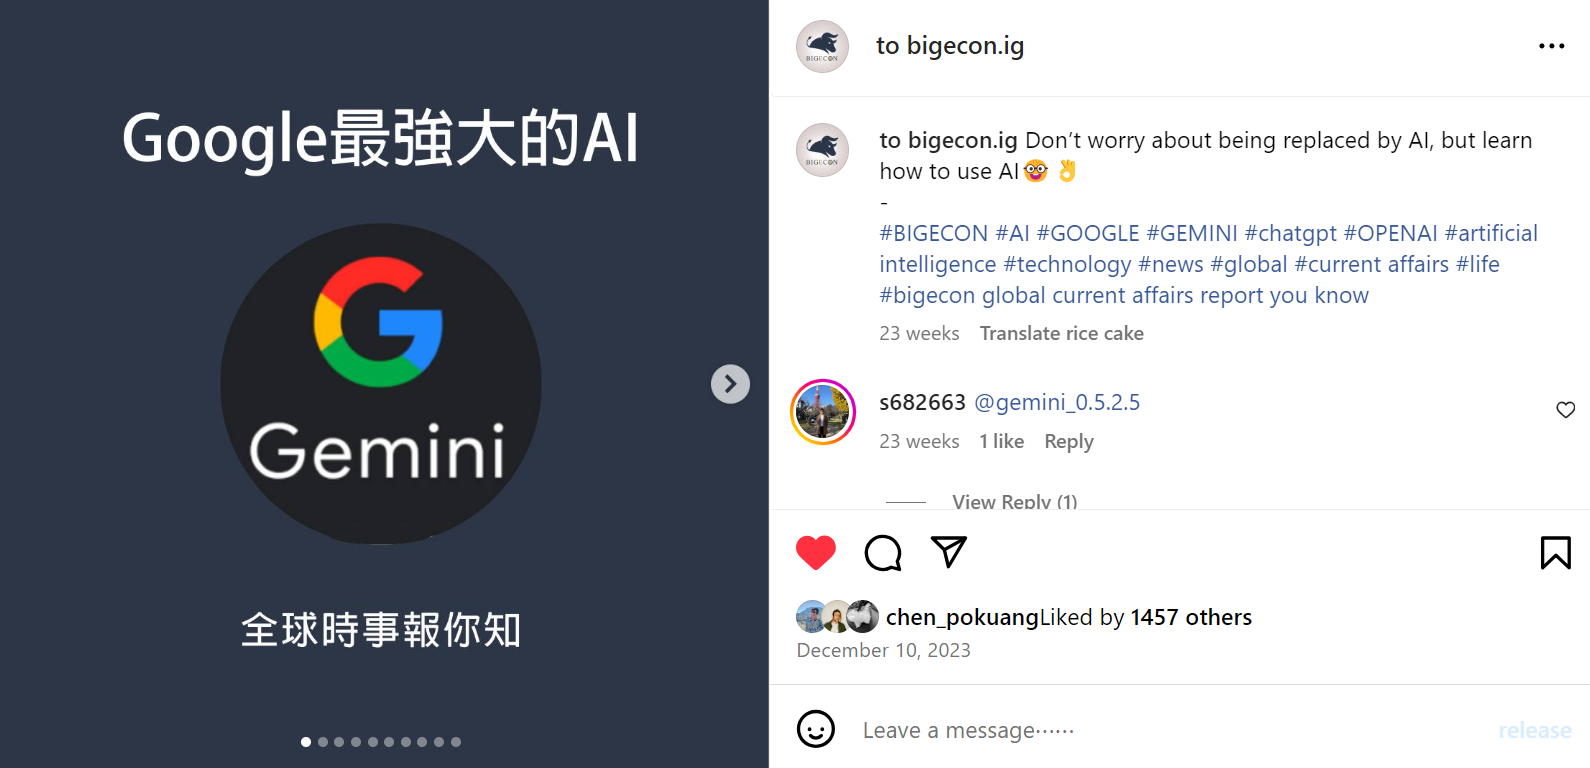 Google最強大的AI
Gemini
全球時事報你知
BIGECON
to bigecon.ig
BIGECON
to bigecon.ig Don’t worry about being replaced by AI, but learn
how to use AI🤓👌
-
#BIGECON #AI #GOOGLE #GEMINI #chatgpt #OPENAI #artificial
intelligence #technology #news #global #current affairs #life
#bigecon global current affairs report you know
23 weeks Translate rice cake
s682663 @gemini_0.5.2.5
23 weeks 1 like Reply
View Reply (1)
chen_pokuangLiked by 1457 others
December 10, 2023
Leave a message⋯⋯
release